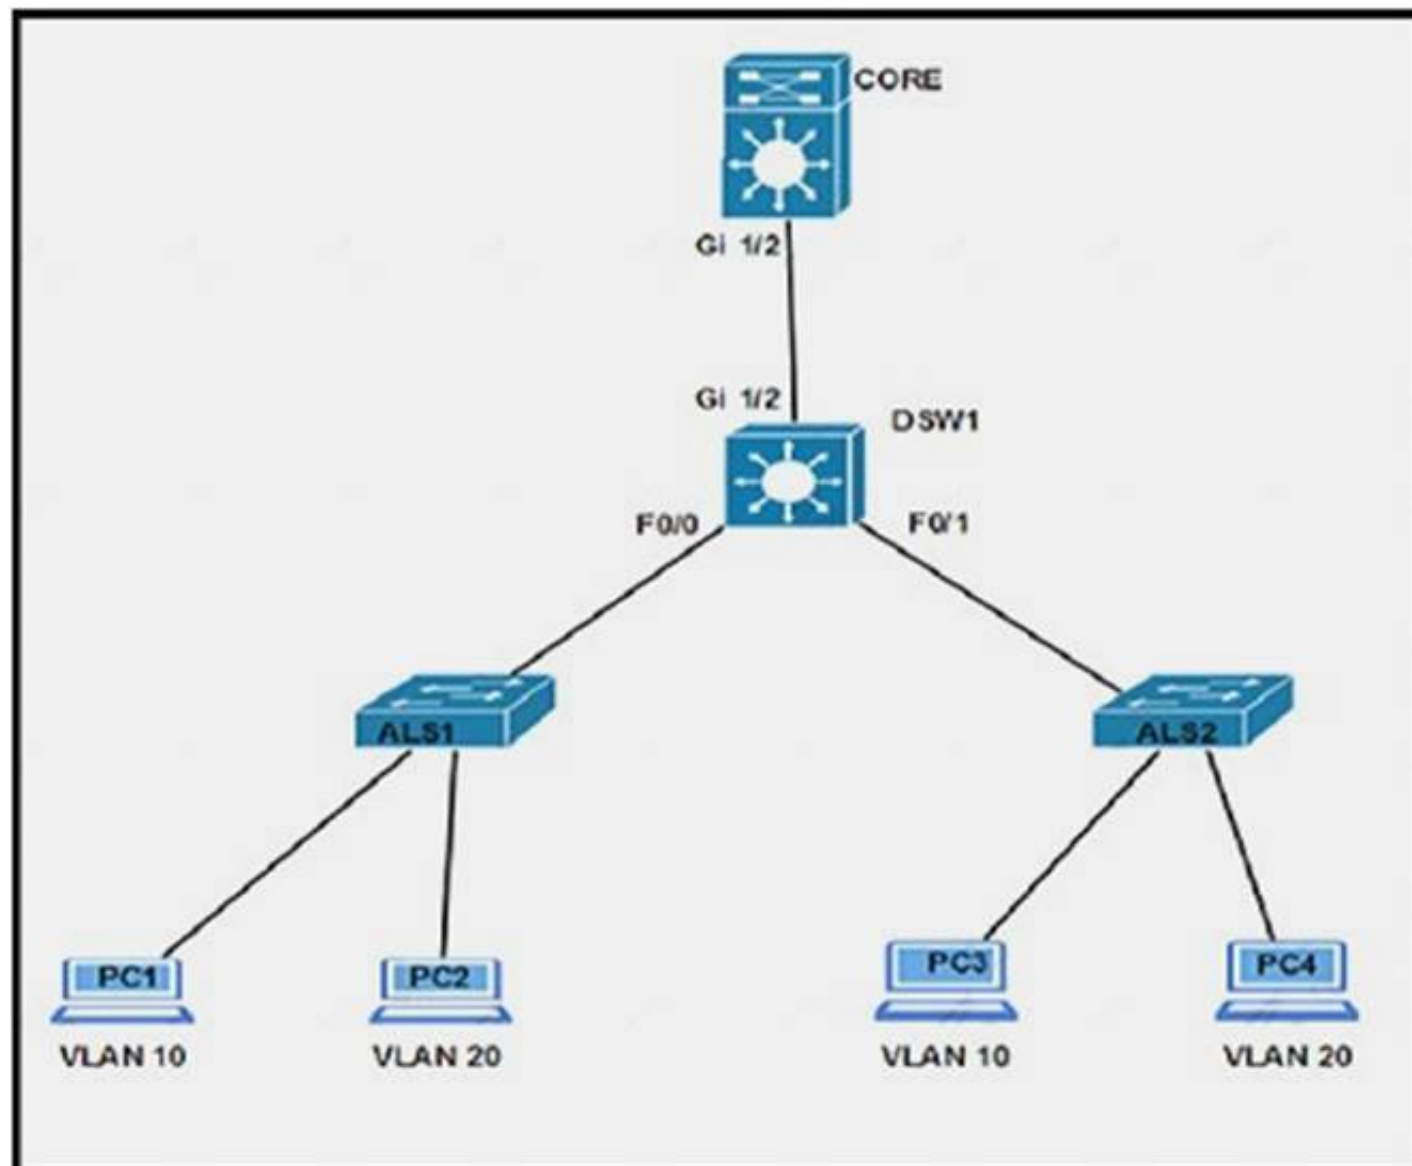 CORE
Gi 1/2
Gi 1/2
DSW1
F0/0
F0/1
ALS1
ALS2
PC1
PC2
PC3
PC4
VLAN 10
VLAN 20
VLAN 10
VLAN 20